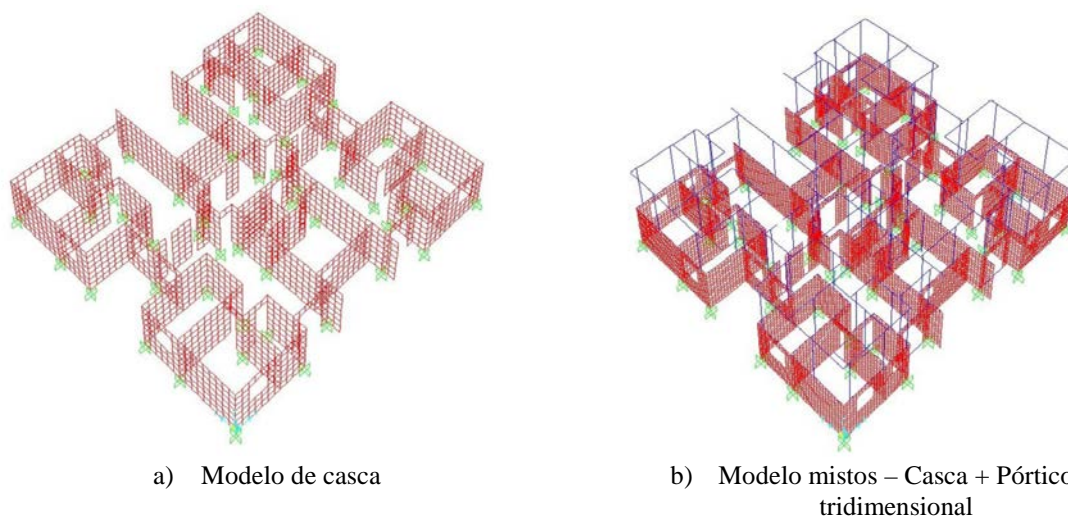 a) Modelo de casca
b) Modelo mistos – Casca + Pórtico
tridimensional